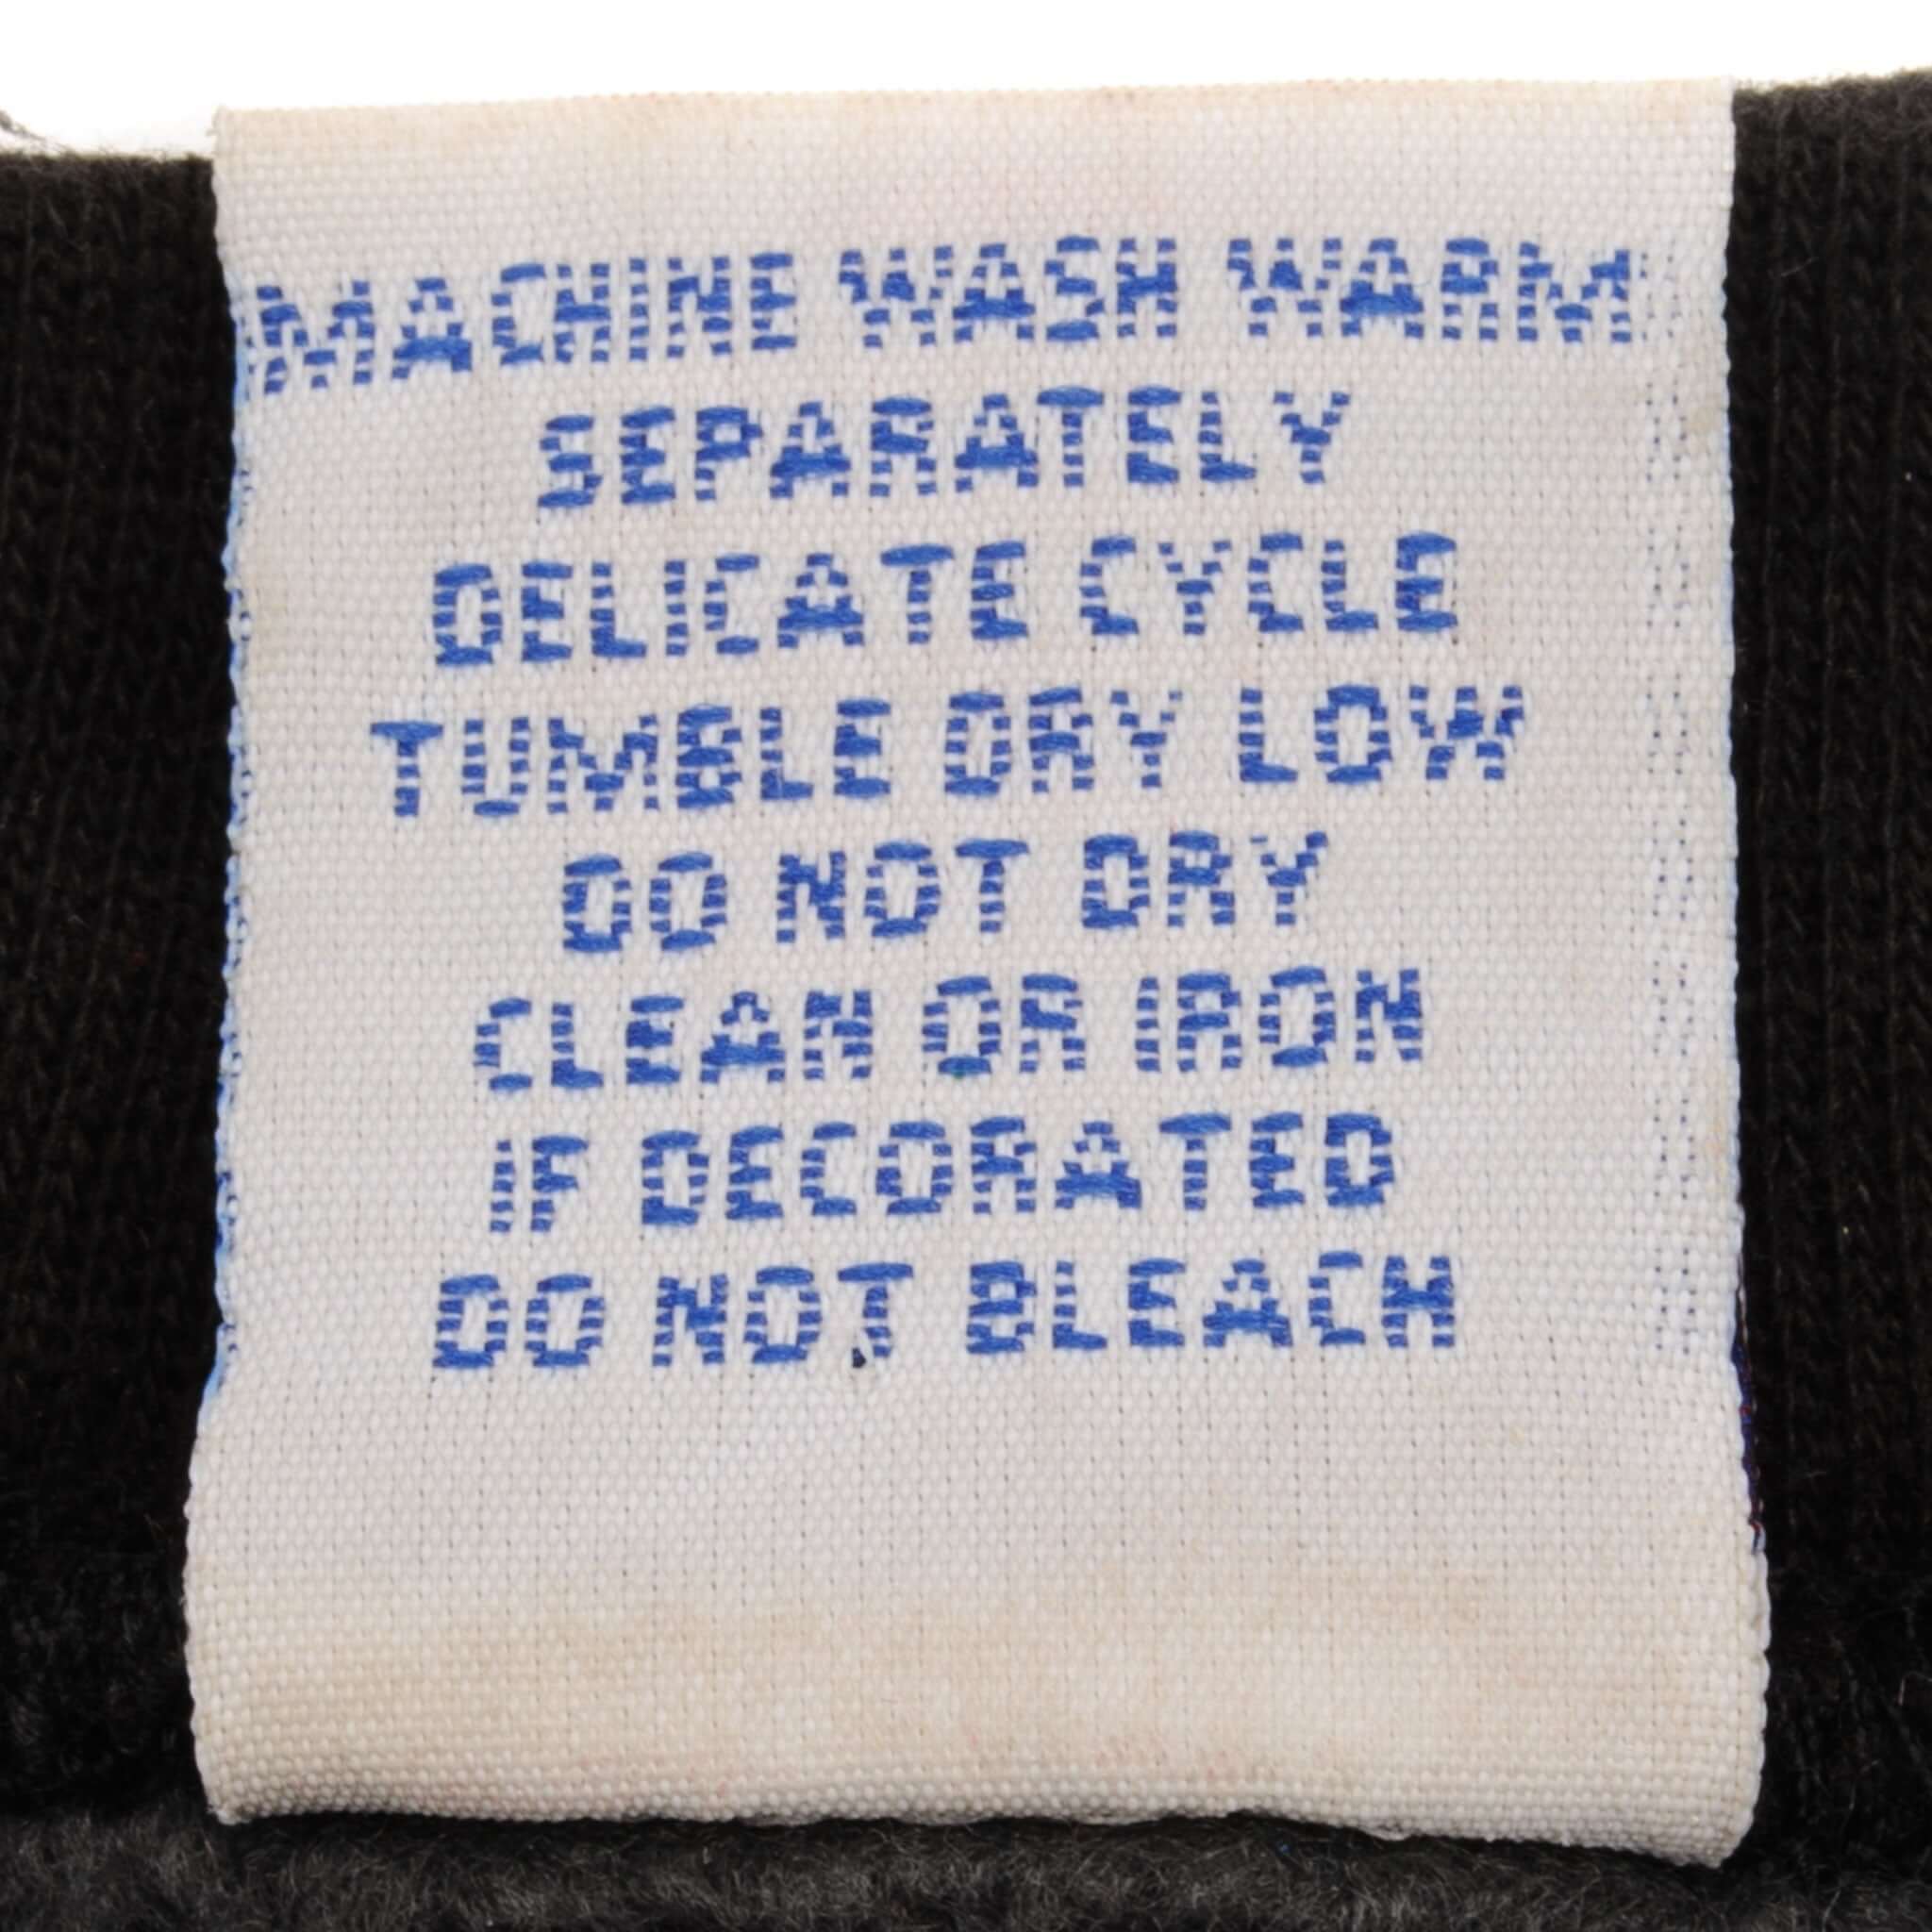 MACHINE WASH WARM
SEPARATELY
DELICATE CYCLE
TUMBLE DRY LOW
DO NOT DRY
CLEAN OR IRON
IF DECORATED
DO NOT BLEACH